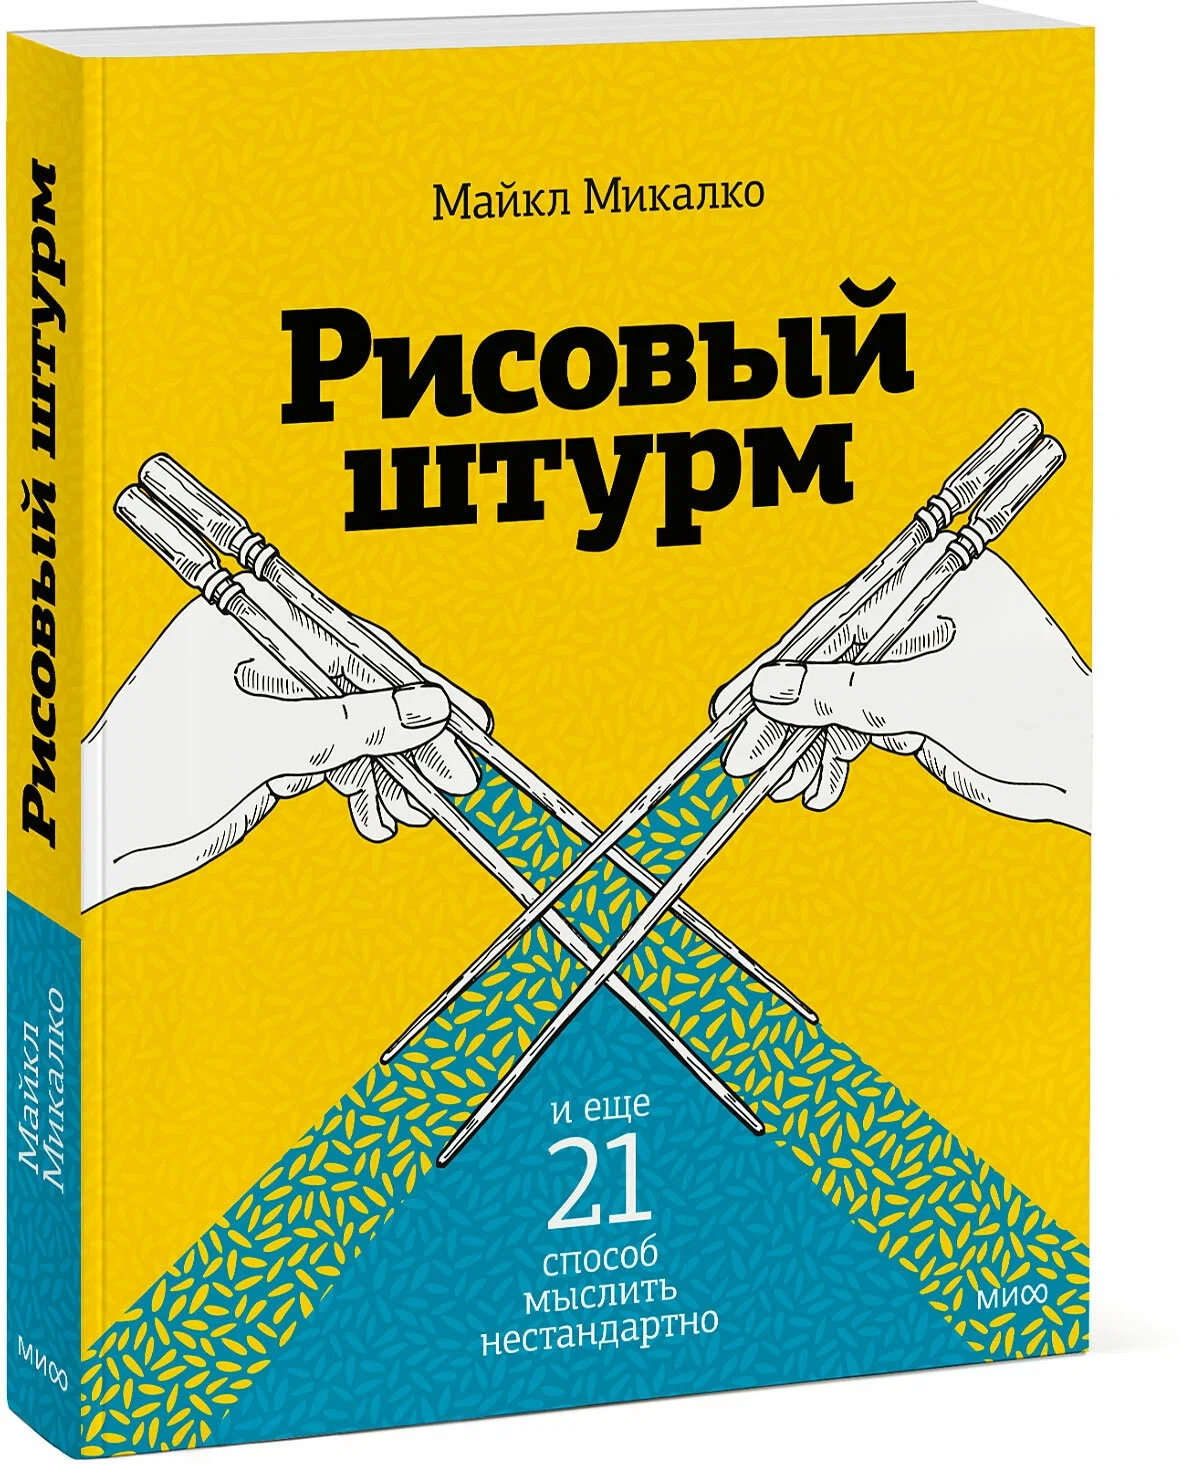 Майкл Микалко
Рисовый
штурм
и еще
21
способ
мыслить
нестандартно
миф
Рисовый штурм
Майкл
Микалко
миф